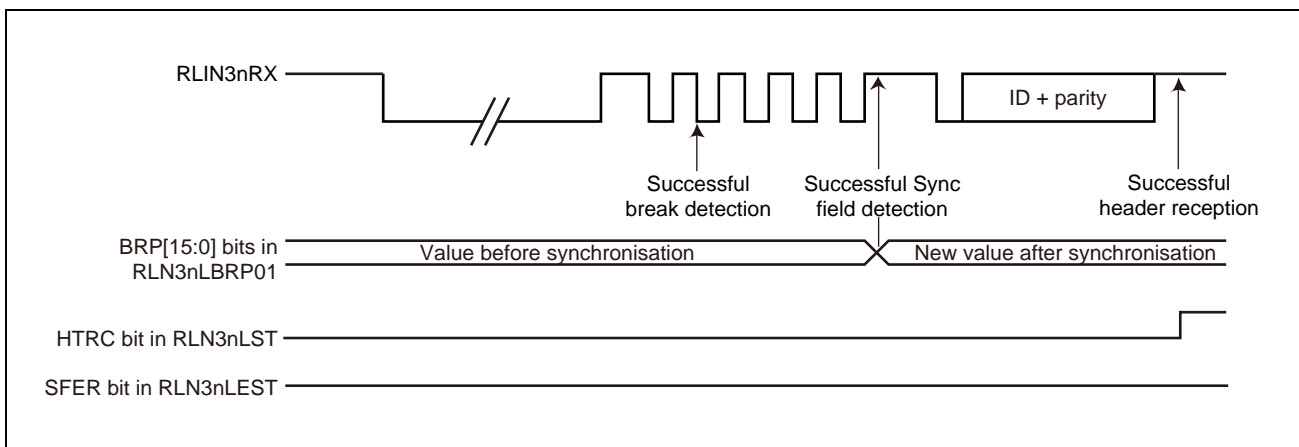 RLIN3nRX
ID + parity
Successful
break detection
Successful Sync
field detection
Successful
header reception
BRP[15:0] bits in
RLN3nLBRP01
Value before synchronisation
New value after synchronisation
HTRC bit in RLN3nLST
SFER bit in RLN3nLEST